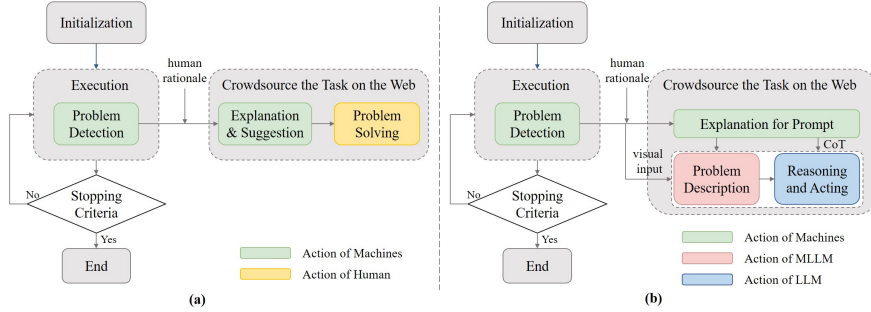 Initialization
Execution
Problem
Detection
human
rationale
Crowdsource the Task on the Web
Explanation
& Suggestion
Problem
Solving
No
Stopping
Criteria
Yes
End
Action of Machines
Action of Human
(a)
Initialization
Execution
Problem
Detection
human
rationale
Crowdsource the Task on the Web
Explanation for Prompt
CoT
visual
input
Problem
Description
Reasoning
and Acting
No
Stopping
Criteria
Yes
End
Action of Machines
Action of MLLM
Action of LLM
(b)